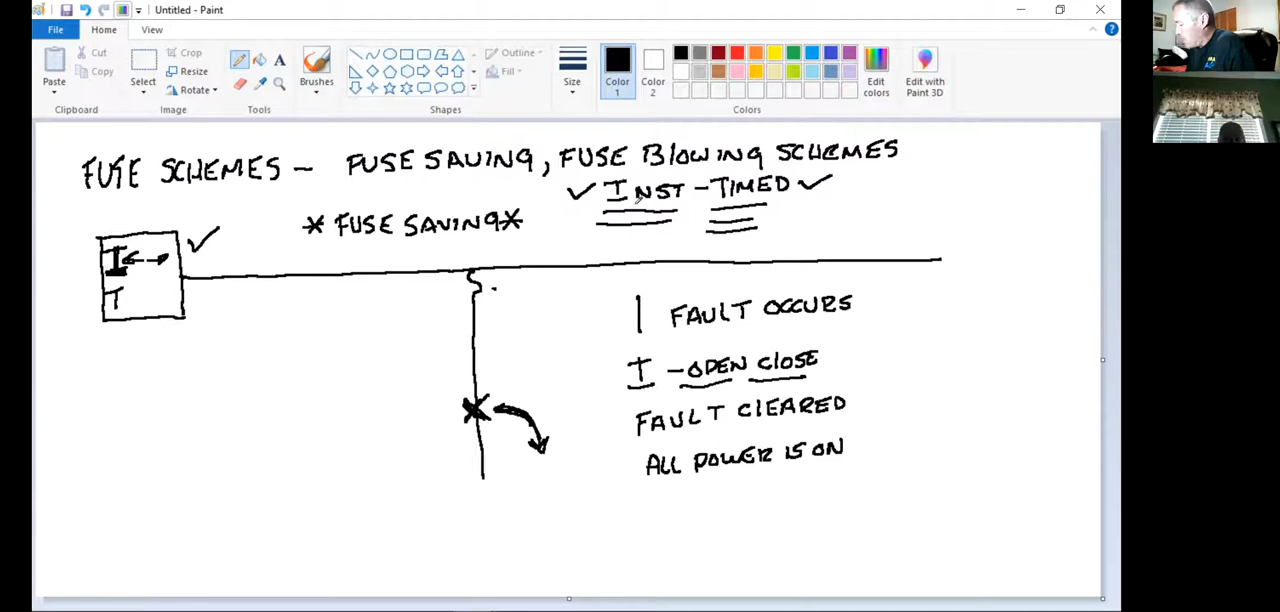 Untitled - Paint
File
Home
View
Paste
Cut
Copy
Clipboard
Select
Crop
Resize
Rotate
Image
Tools
Brushes
Shapes
Outline
Fill
Size
Color 1
Color 2
Edit colors
Edit with Paint 3D
Colors
FUSE SCHEMES - FUSE SAVING, FUSE BLOWING SCHEMES
✓ INST - TIMED ✓
* FUSE SAVING *
I
T
| FAULT OCCURS
I - OPEN CLOSE
FAULT CLEARED
ALL POWER IS ON